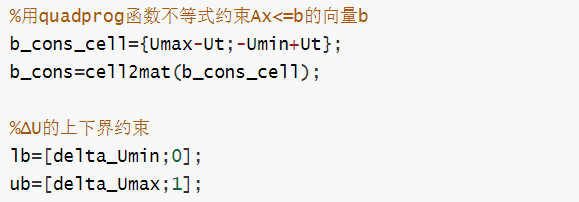 %用quadprog函数不等式约束Ax<=b的向量b
b_cons_cell={Umax-Ut;-Umin+Ut};
b_cons=cell2mat(b_cons_cell);
%ΔU的上下界约束
lb=[delta_Umin;0];
ub=[delta_Umax;1];